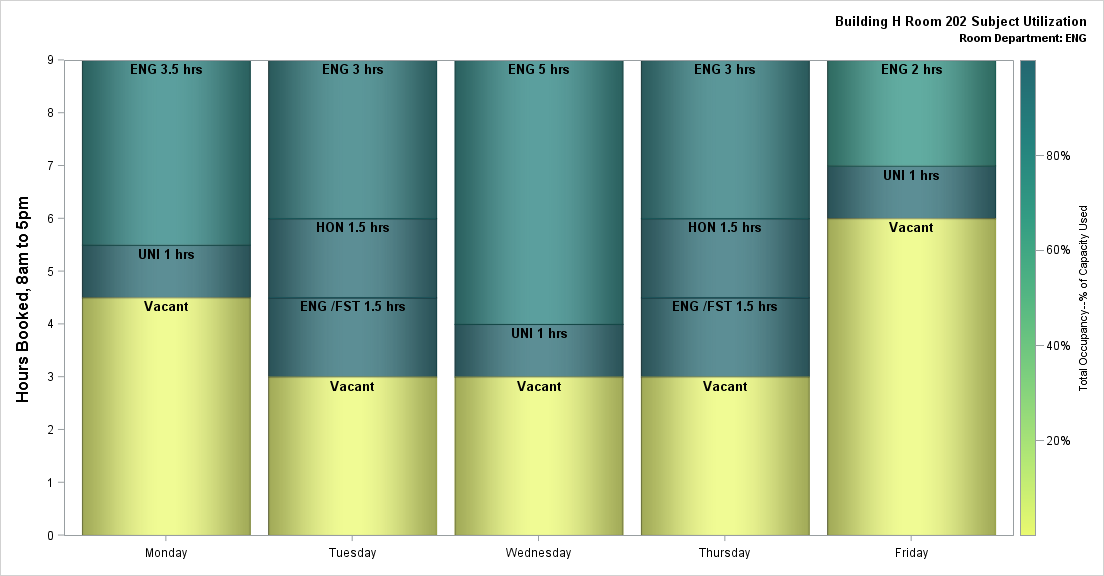 Building H Room 202 Subject Utilization
Room Department: ENG
Hours Booked, 8am to 5pm
9
8
7
6
5
4
3
2
1
0
ENG 3.5 hrs
UNI 1 hrs
Vacant
ENG 3 hrs
HON 1.5 hrs
ENG /FST 1.5 hrs
Vacant
ENG 5 hrs
UNI 1 hrs
Vacant
ENG 3 hrs
HON 1.5 hrs
ENG /FST 1.5 hrs
Vacant
ENG 2 hrs
UNI 1 hrs
Vacant
Monday
Tuesday
Wednesday
Thursday
Friday
80%
60%
40%
20%
Total Occupancy--% of Capacity Used